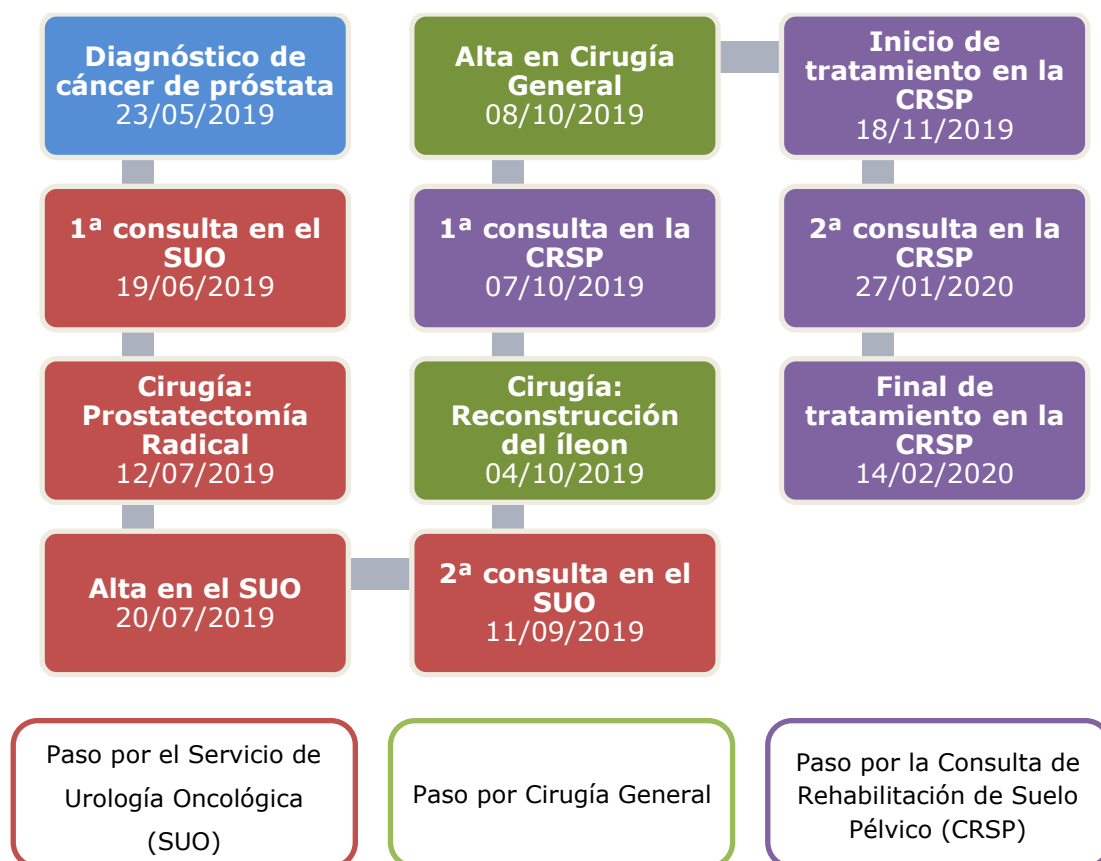 Diagnóstico de
cáncer de próstata
23/05/2019
1ª consulta en el
SUO
19/06/2019
Cirugía:
Prostatectomía
Radical
12/07/2019
Alta en el SUO
20/07/2019
2ª consulta en el
SUO
11/09/2019
Cirugía:
Reconstrucción
del íleon
04/10/2019
1ª consulta en la
CRSP
07/10/2019
Alta en Cirugía
General
08/10/2019
Inicio de
tratamiento en la
CRSP
18/11/2019
2ª consulta en la
CRSP
27/01/2020
Final de
tratamiento en la
CRSP
14/02/2020
Paso por el Servicio de
Urología Oncológica
(SUO)
Paso por Cirugía General
Paso por la Consulta de
Rehabilitación de Suelo
Pélvico (CRSP)